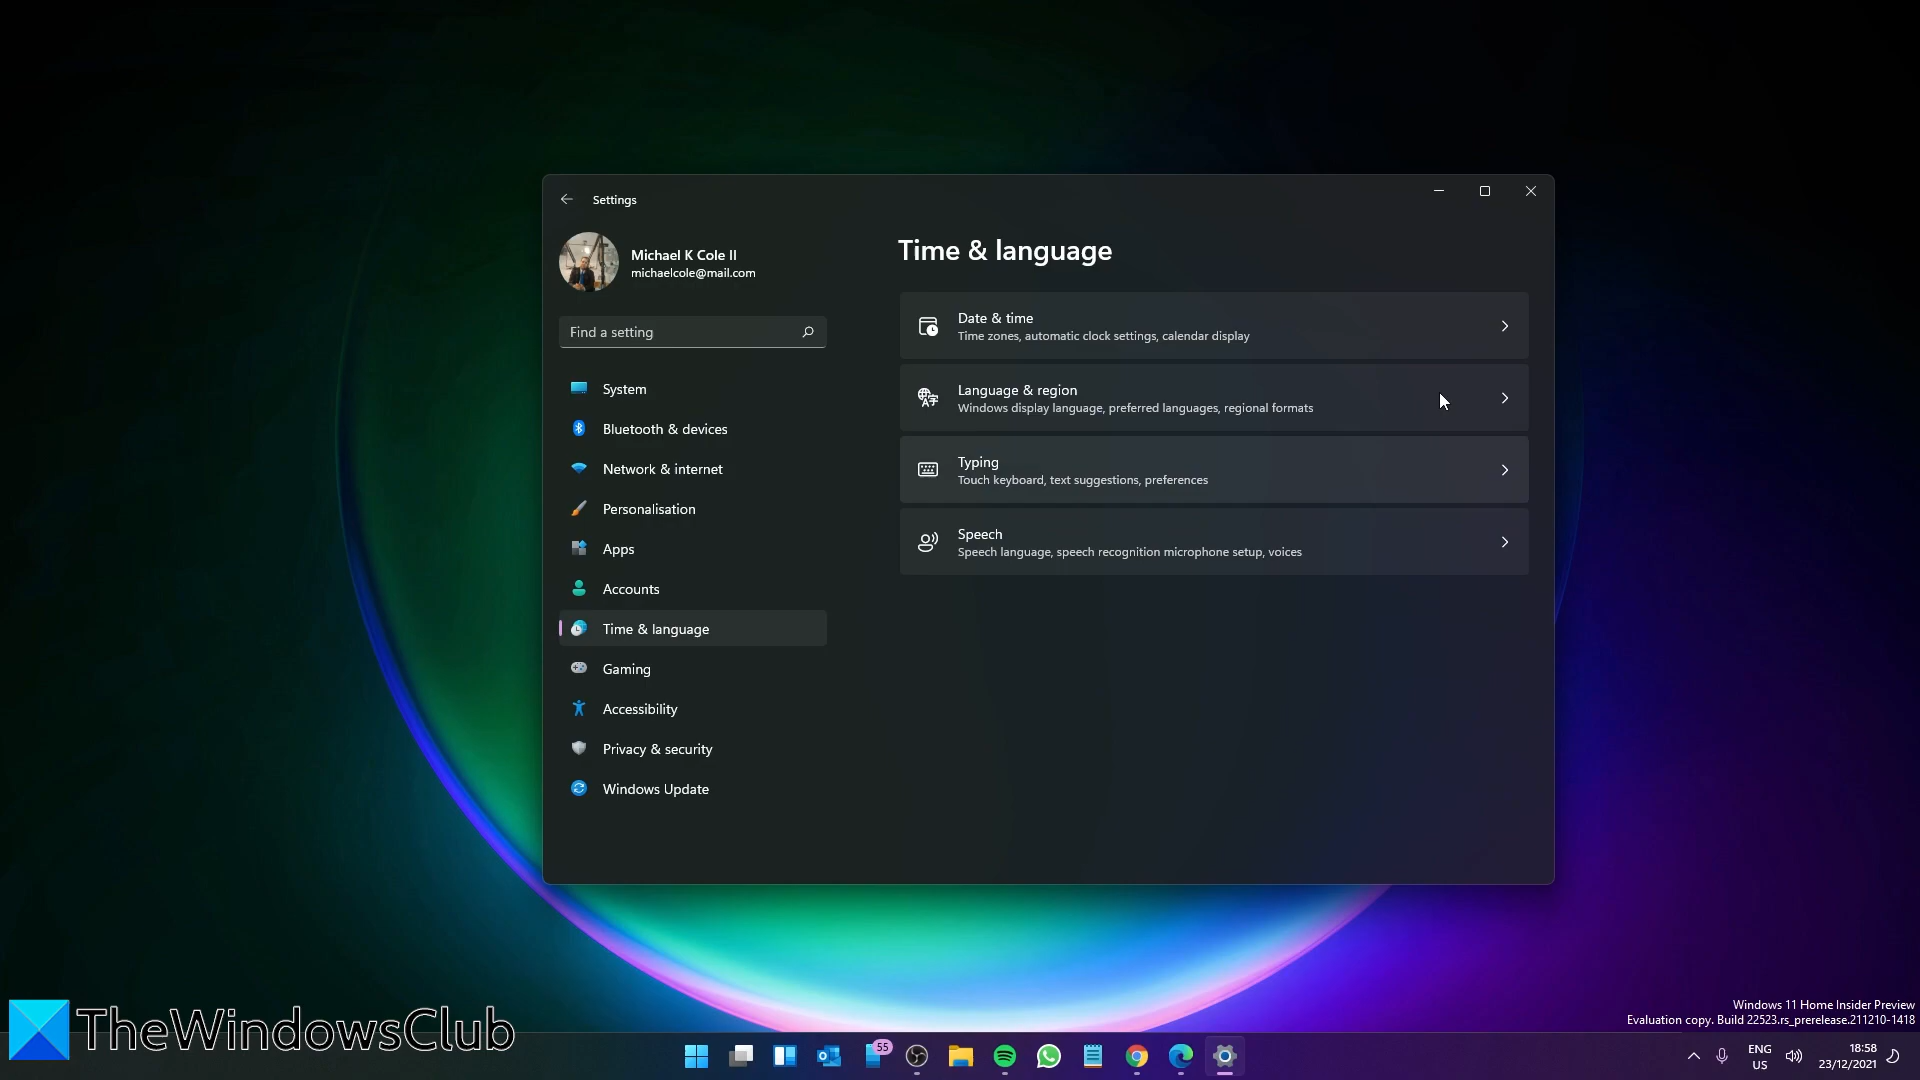 Settings
Michael K Cole II
michaelcole@mail.com
Find a setting
System
Bluetooth & devices
Network & internet
Personalisation
Apps
Accounts
Time & language
Gaming
Accessibility
Privacy & security
Windows Update
Time & language
Date & time
Time zones, automatic clock settings, calendar display
Language & region
Windows display language, preferred languages, regional formats
Typing
Touch keyboard, text suggestions, preferences
Speech
Speech language, speech recognition microphone setup, voices
TheWindowsClub
Windows 11 Home Insider Preview
Evaluation copy. Build 22523.rs_prerelease.211210-1418
55
ENG
US
18:58
23/12/2021